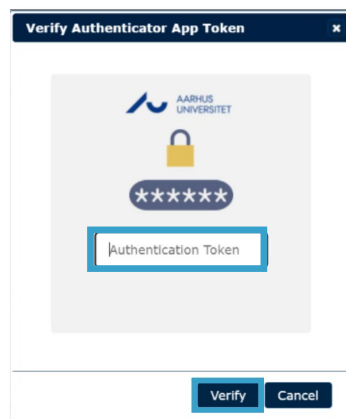 Verify Authenticator App Token
AARHUS
UNIVERSITET
******
Authentication Token
Verify Cancel